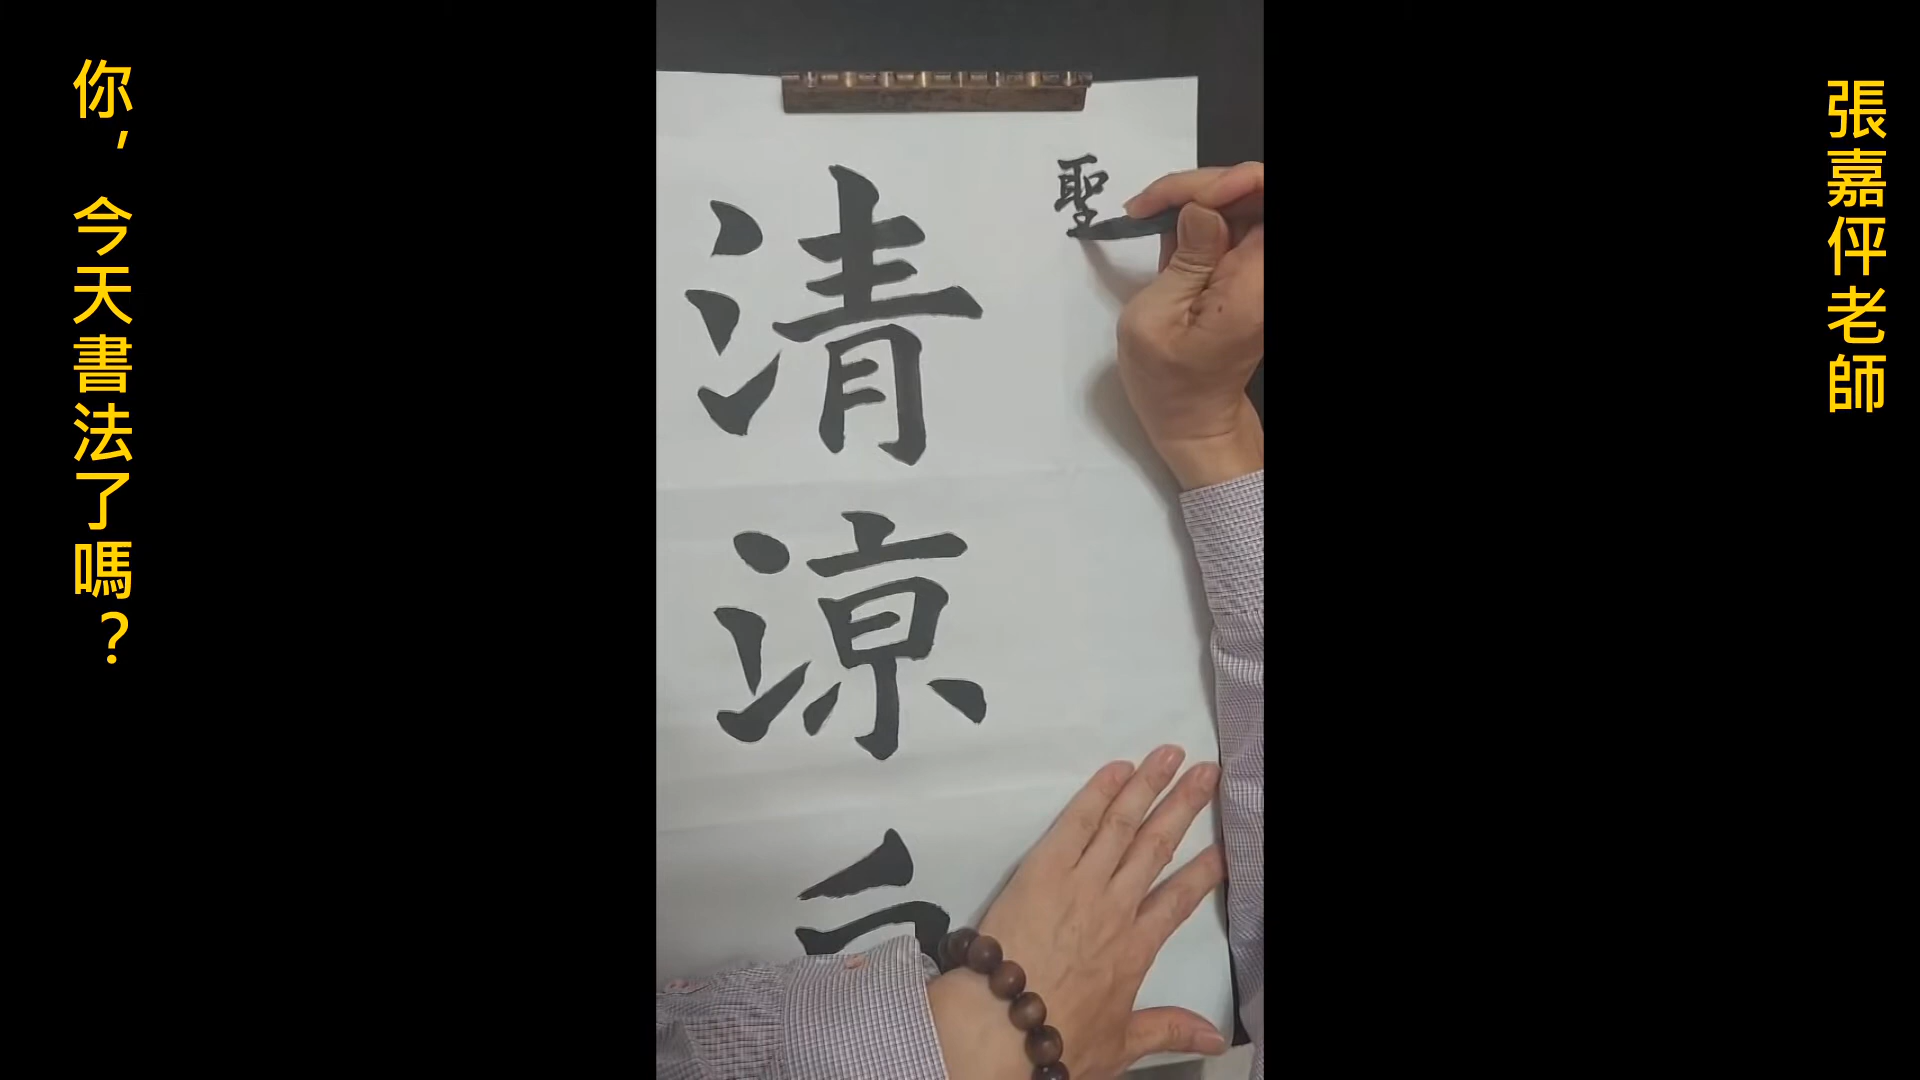 張嘉伻老師
聖
清涼
你，今天書法了嗎？